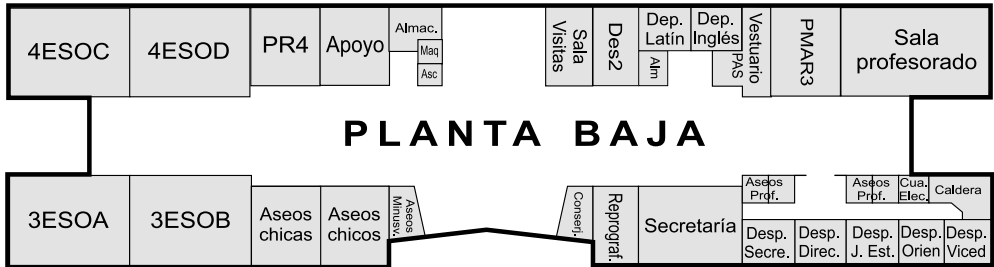 4ESOC
4ESOD
PR4
Apoyo
Almac.
Maq
Asc
Sala
Visitas
Des2
Dep.
Latín
Alm
Dep.
Inglés
PAS
Vestuario
PMAR3
Sala
profesorado
PLANTA BAJA
3ESOA
3ESOB
Aseos
chicas
Aseos
chicos
Aseos
Minusv.
Conserj.
Reprograf.
Secretaría
Aseos
Prof.
Aseos
Prof.
Cua.
Elec.
Caldera
Desp.
Secre.
Desp.
Direc.
Desp.
J. Est.
Desp.
Orien
Desp.
Viced